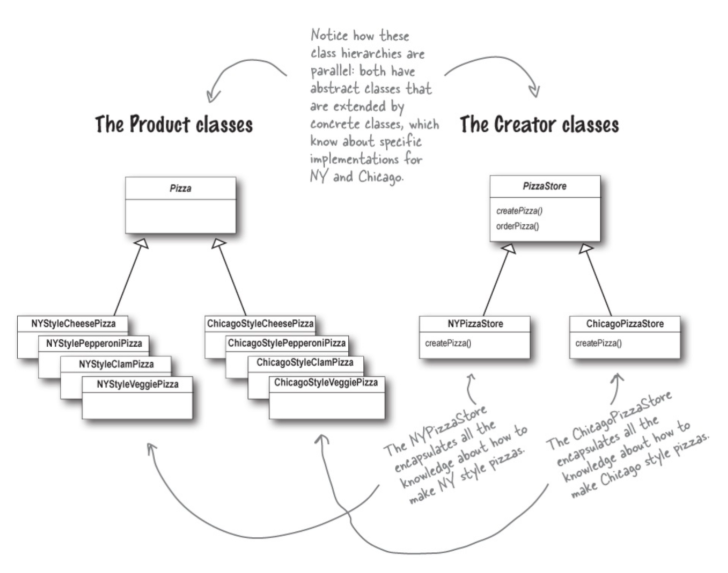 Notice how these
class hierarchies are
parallel: both have
abstract classes that
are extended by
concrete classes, which
know about specific
implementations for
NY and Chicago.
The Product classes
The Creator classes
Pizza
PizzaStore
createPizza()
orderPizza()
NYStyleCheesePizza
NYStylePepperoniPizza
NYStyleClamPizza
NYStyleVeggiePizza
ChicagoStyleCheesePizza
ChicagoStylePepperoniPizza
ChicagoStyleClamPizza
ChicagoStyleVeggiePizza
NYPizzaStore
createPizza()
ChicagoPizzaStore
createPizza()
The NYPizzaStore
encapsulates all the
knowledge about how to
make NY style pizzas.
The ChicagoPizzaStore
encapsulates all the
knowledge about how to
make Chicago style pizzas.